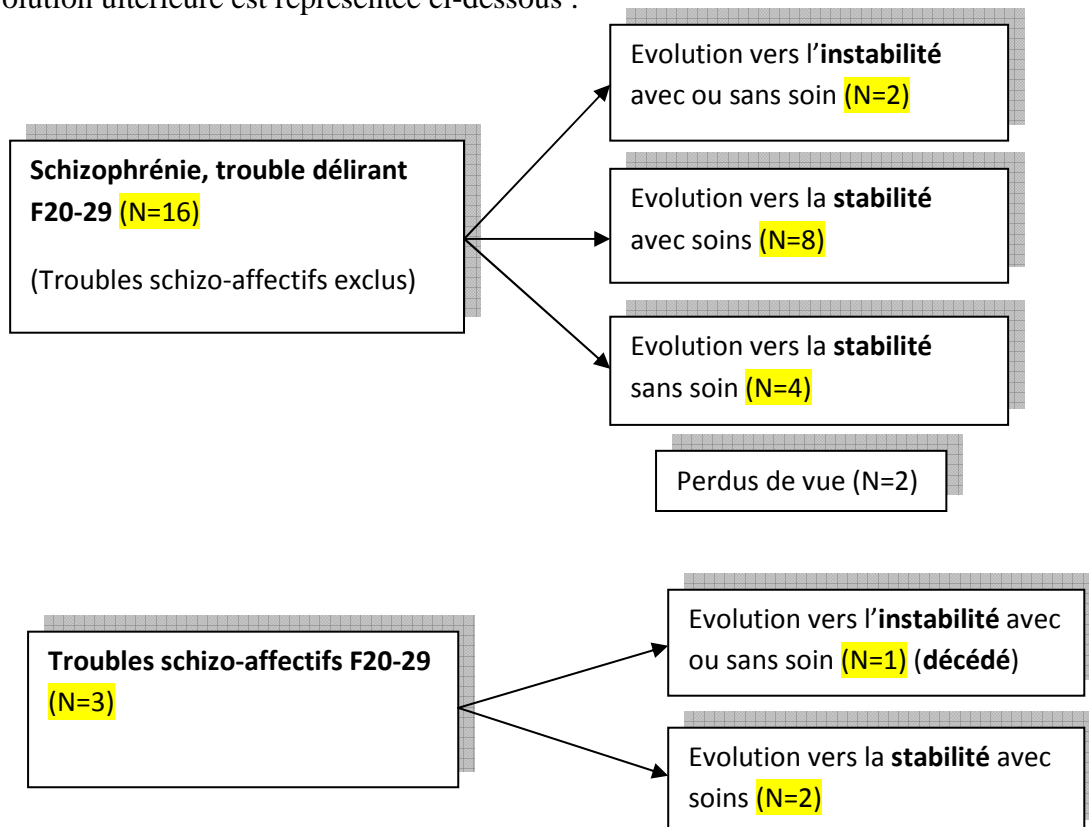 olution ultérieure est représentée ci-dessous :
Evolution vers l’instabilité
avec ou sans soin (N=2)
Schizophrénie, trouble délirant
F20-29 (N=16)
(Troubles schizo-affectifs exclus)
Evolution vers la stabilité
avec soins (N=8)
Evolution vers la stabilité
sans soin (N=4)
Perdus de vue (N=2)
Troubles schizo-affectifs F20-29
(N=3)
Evolution vers l’instabilité avec
ou sans soin (N=1) (décédé)
Evolution vers la stabilité avec
soins (N=2)